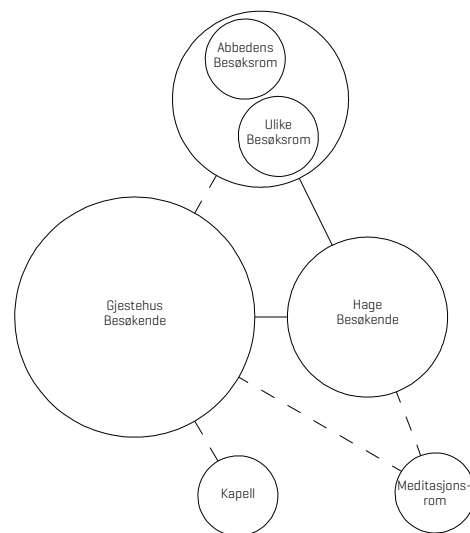 Abbedens
Besøksrom
Ulike
Besøksrom
Gjestehus
Besøkende
Hage
Besøkende
Kapell
Meditasjons-
rom